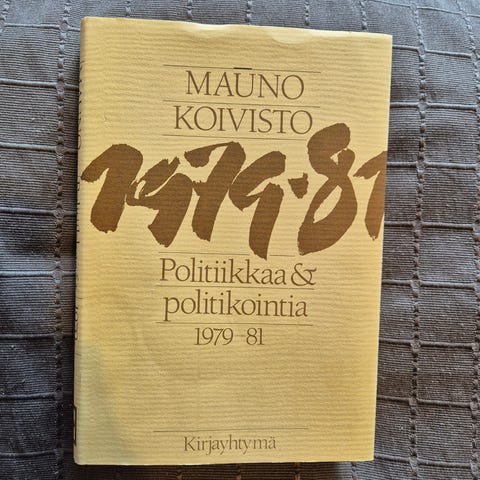 MAUNO
KOIVISTO
1979-81
Politiikkaa &
politikointia
1979–81
Kirjayhtymä